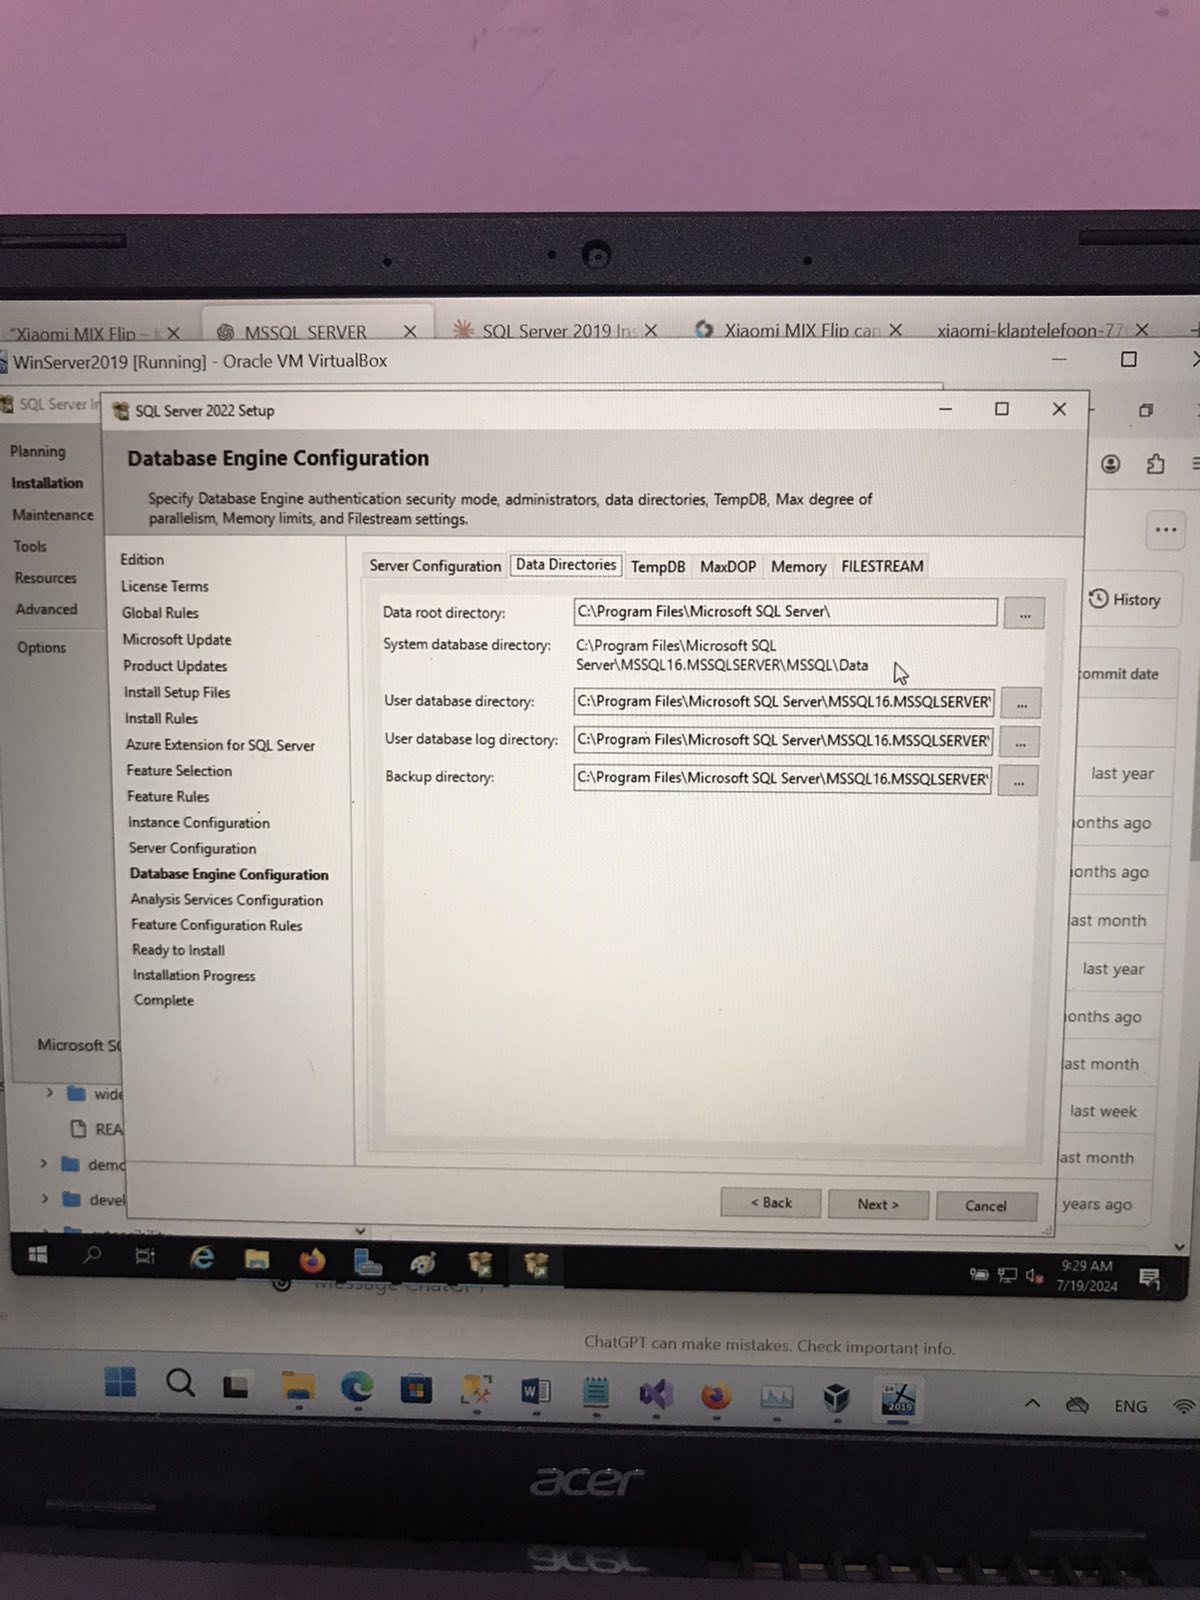 "Xiaomi MIX Flip –
MSSQL SERVER
SQL Server 2019 Ins
Xiaomi MIX Flip can
xiaomi-klaptelefoon-77
WinServer2019 [Running] - Oracle VM VirtualBox
SQL Server In
SQL Server 2022 Setup
Planning
Installation
Maintenance
Tools
Resources
Advanced
Options
Database Engine Configuration
Specify Database Engine authentication security mode, administrators, data directories, TempDB, Max degree of
parallelism, Memory limits, and Filestream settings.
Edition
License Terms
Global Rules
Microsoft Update
Product Updates
Install Setup Files
Install Rules
Azure Extension for SQL Server
Feature Selection
Feature Rules
Instance Configuration
Server Configuration
Database Engine Configuration
Analysis Services Configuration
Feature Configuration Rules
Ready to Install
Installation Progress
Complete
Server Configuration Data Directories TempDB MaxDOP Memory FILESTREAM
Data root directory: C:\Program Files\Microsoft SQL Server\ ...
System database directory: C:\Program Files\Microsoft SQL
Server\MSSQL16.MSSQLSERVER\MSSQL\Data
User database directory: C:\Program Files\Microsoft SQL Server\MSSQL16.MSSQLSERVER\ ...
User database log directory: C:\Program Files\Microsoft SQL Server\MSSQL16.MSSQLSERVER\ ...
Backup directory: C:\Program Files\Microsoft SQL Server\MSSQL16.MSSQLSERVER\ ...
< Back Next > Cancel
...
History
ommit date
last year
onths ago
onths ago
ast month
last year
onths ago
ast month
last week
ast month
years ago
Microsoft SQ
wide
REA
demo
devel
9:29 AM
7/19/2024
Message ChatGPT
ChatGPT can make mistakes. Check important info.
2019
ENG
acer